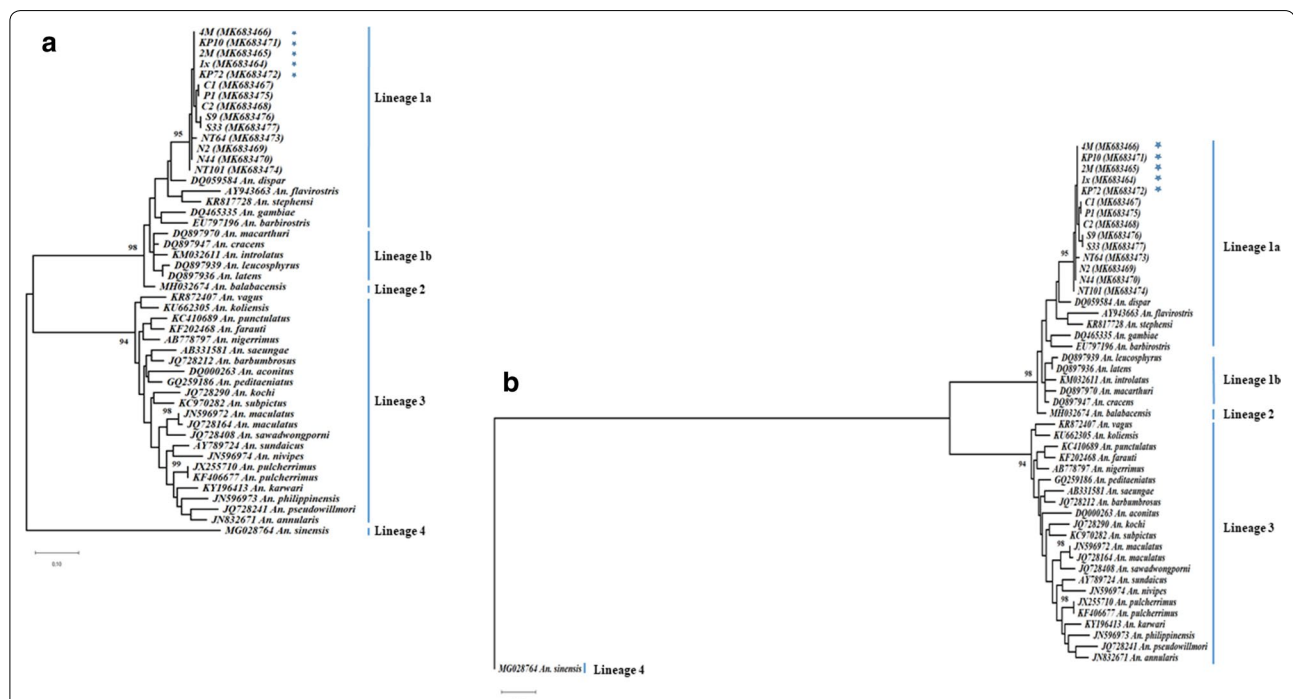 a
4M (MK683466)
KP10 (MK683471)
2M (MK683465)
1x (MK683464)
KP72 (MK683472)
C1 (MK683467)
P1 (MK683475)
C2 (MK683468)
S9 (MK683476)
S33 (MK683477)
NT64 (MK683473)
N2 (MK683469)
N44 (MK683470)
NT101 (MK683474)
DQ059584 An. dispar
AY943663 An. flavirostris
KR817728 An. stephensi
DQ465335 An. gambiae
EU797196 An. barbirostris
DQ897970 An. macarthuri
DQ897947 An. cracens
KM032611 An. introlatus
DQ897939 An. leucosphyrus
DQ897936 An. latens
MH032674 An. balabacensis
KR872407 An. vagus
KU662305 An. koliensis
KC410689 An. punctulatus
KF202468 An. farauti
AB778797 An. nigerrimus
AB331581 An. saeungae
JQ728212 An. barbumbrosus
DQ000263 An. aconitus
GQ259186 An. peditaeniatus
JQ728290 An. kochi
KC970282 An. subpictus
JN596972 An. maculatus
JQ728164 An. maculatus
JQ728408 An. sawadwongporni
AY789724 An. sundaicus
JN596974 An. nivipes
JX255710 An. pulcherrimus
KF406677 An. pulcherrimus
KY196413 An. karwari
JN596973 An. philippinensis
JQ728241 An. pseudowillmori
JN832671 An. annularis
MG028764 An. sinensis
95
98
94
98
99
Lineage 1a
Lineage 1b
Lineage 2
Lineage 3
Lineage 4
0.10
b
4M (MK683466)
KP10 (MK683471)
2M (MK683465)
1x (MK683464)
KP72 (MK683472)
C1 (MK683467)
P1 (MK683475)
C2 (MK683468)
S9 (MK683476)
S33 (MK683477)
NT64 (MK683473)
N2 (MK683469)
N44 (MK683470)
NT101 (MK683474)
DQ059584 An. dispar
AY943663 An. flavirostris
KR817728 An. stephensi
DQ465335 An. gambiae
EU797196 An. barbirostris
DQ897939 An. leucosphyrus
DQ897936 An. latens
KM032611 An. introlatus
DQ897970 An. macarthuri
DQ897947 An. cracens
MH032674 An. balabacensis
KR872407 An. vagus
KU662305 An. koliensis
KC410689 An. punctulatus
KF202468 An. farauti
AB778797 An. nigerrimus
GQ259186 An. peditaeniatus
AB331581 An. saeungae
JQ728212 An. barbumbrosus
DQ000263 An. aconitus
JQ728290 An. kochi
KC970282 An. subpictus
JN596972 An. maculatus
JQ728164 An. maculatus
JQ728408 An. sawadwongporni
AY789724 An. sundaicus
JN596974 An. nivipes
JX255710 An. pulcherrimus
KF406677 An. pulcherrimus
KY196413 An. karwari
JN596973 An. philippinensis
JQ728241 An. pseudowillmori
JN832671 An. annularis
MG028764 An. sinensis
95
98
94
98
98
Lineage 1a
Lineage 1b
Lineage 2
Lineage 3
Lineage 4